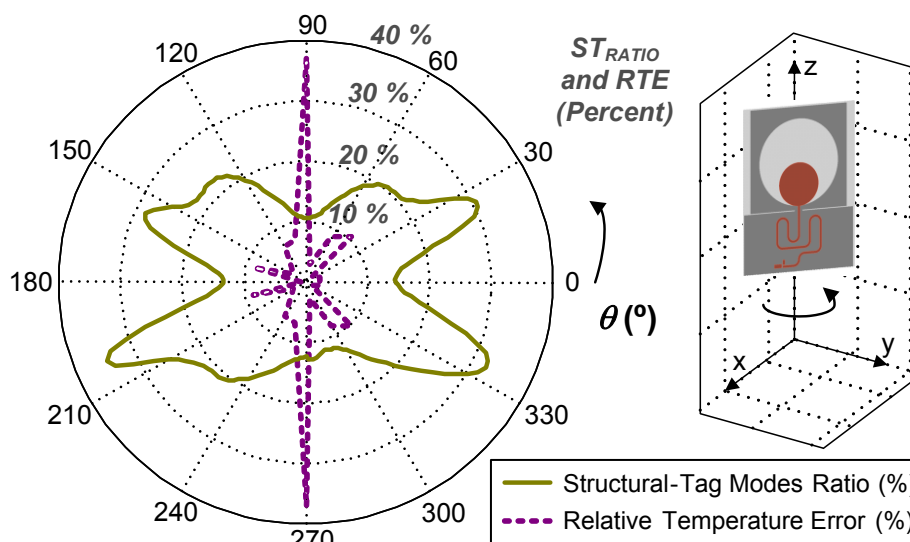 90
40 %
120
60
ST_RATIO
and RTE
(Percent)
z
30 %
150
30
20 %
10 %
180
0
θ (º)
y
x
210
330
240
300
270
Structural-Tag Modes Ratio (%)
Relative Temperature Error (%)